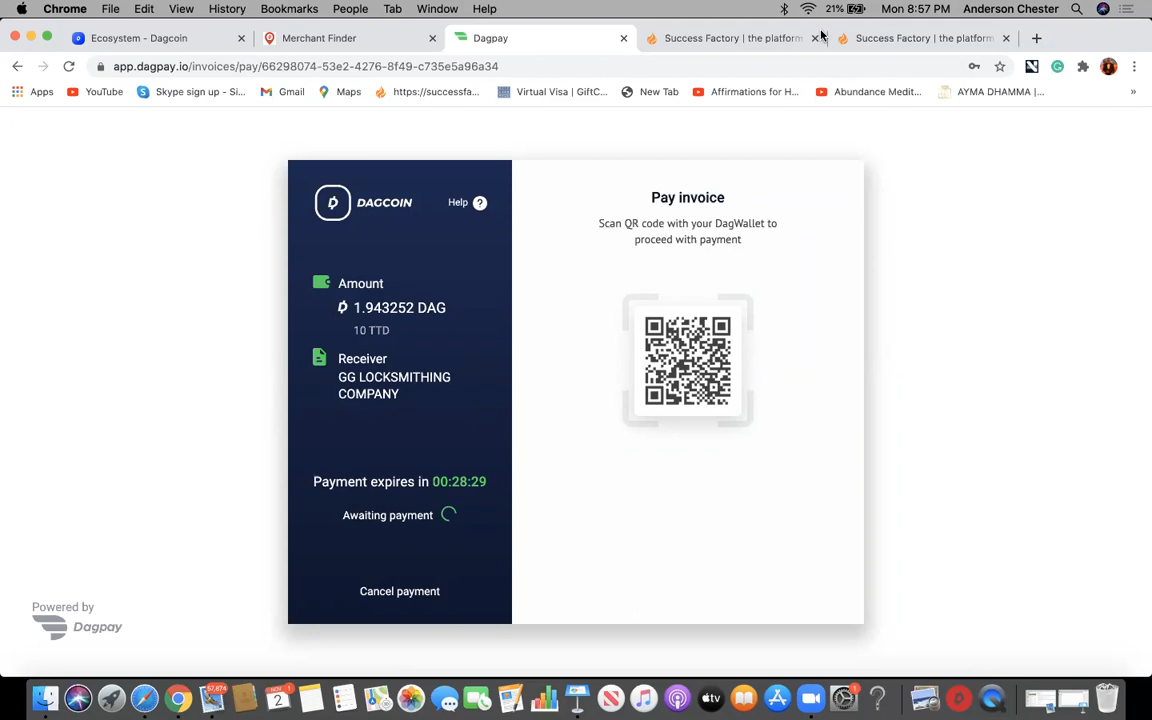 Chrome File Edit View History Bookmarks People Tab Window Help 21% Mon 8:57 PM Anderson Chester
Ecosystem - Dagcoin Merchant Finder Dagpay Success Factory | the platform Success Factory | the platform
app.dagpay.io/invoices/pay/66298074-53e2-4276-8f49-c735e5a96a34
Apps YouTube Skype sign up - Si... Gmail Maps https://successfa... Virtual Visa | GiftC... New Tab Affirmations for H... Abundance Medit... AYMA DHAMMA |... »
DAGCOIN Help ?
Amount
1.943252 DAG
10 TTD
Receiver
GG LOCKSMITHING
COMPANY
Payment expires in 00:28:29
Awaiting payment
Cancel payment
Pay invoice
Scan QR code with your DagWallet to
proceed with payment
Powered by
Dagpay
NOV 1
2
tv
1